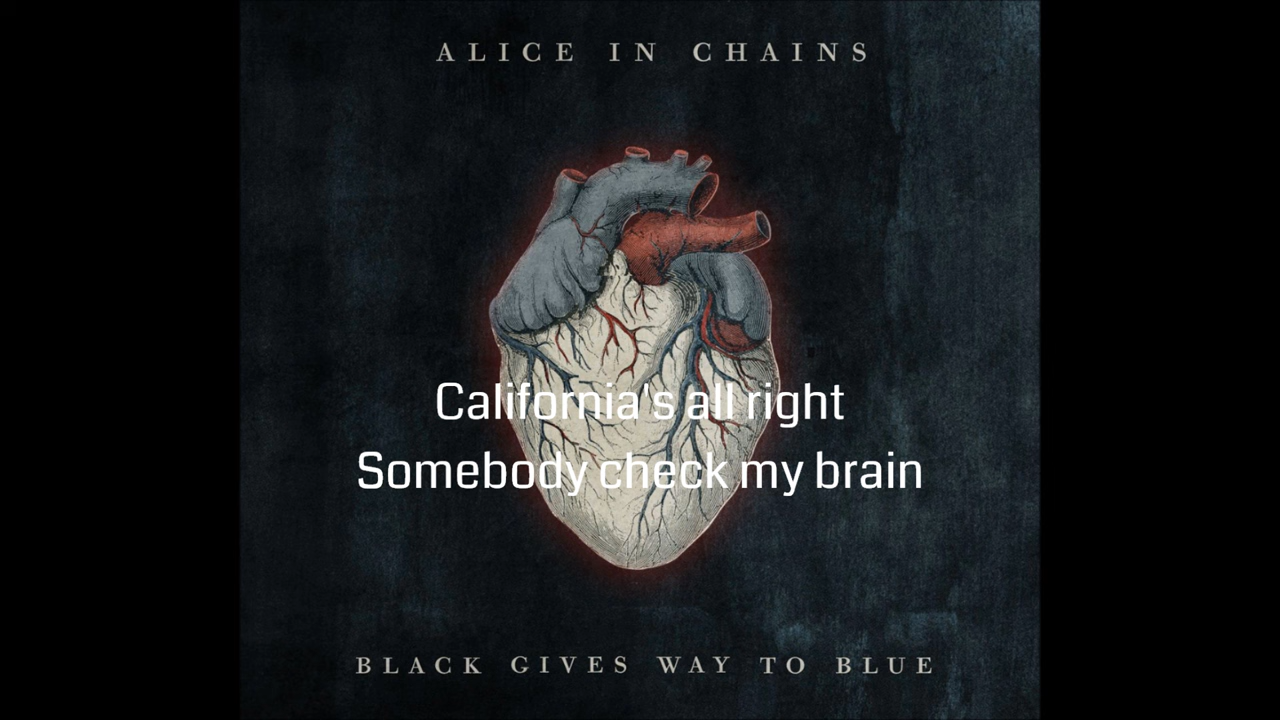 ALICE IN CHAINS
California's all right
Somebody check my brain
BLACK GIVES WAY TO BLUE